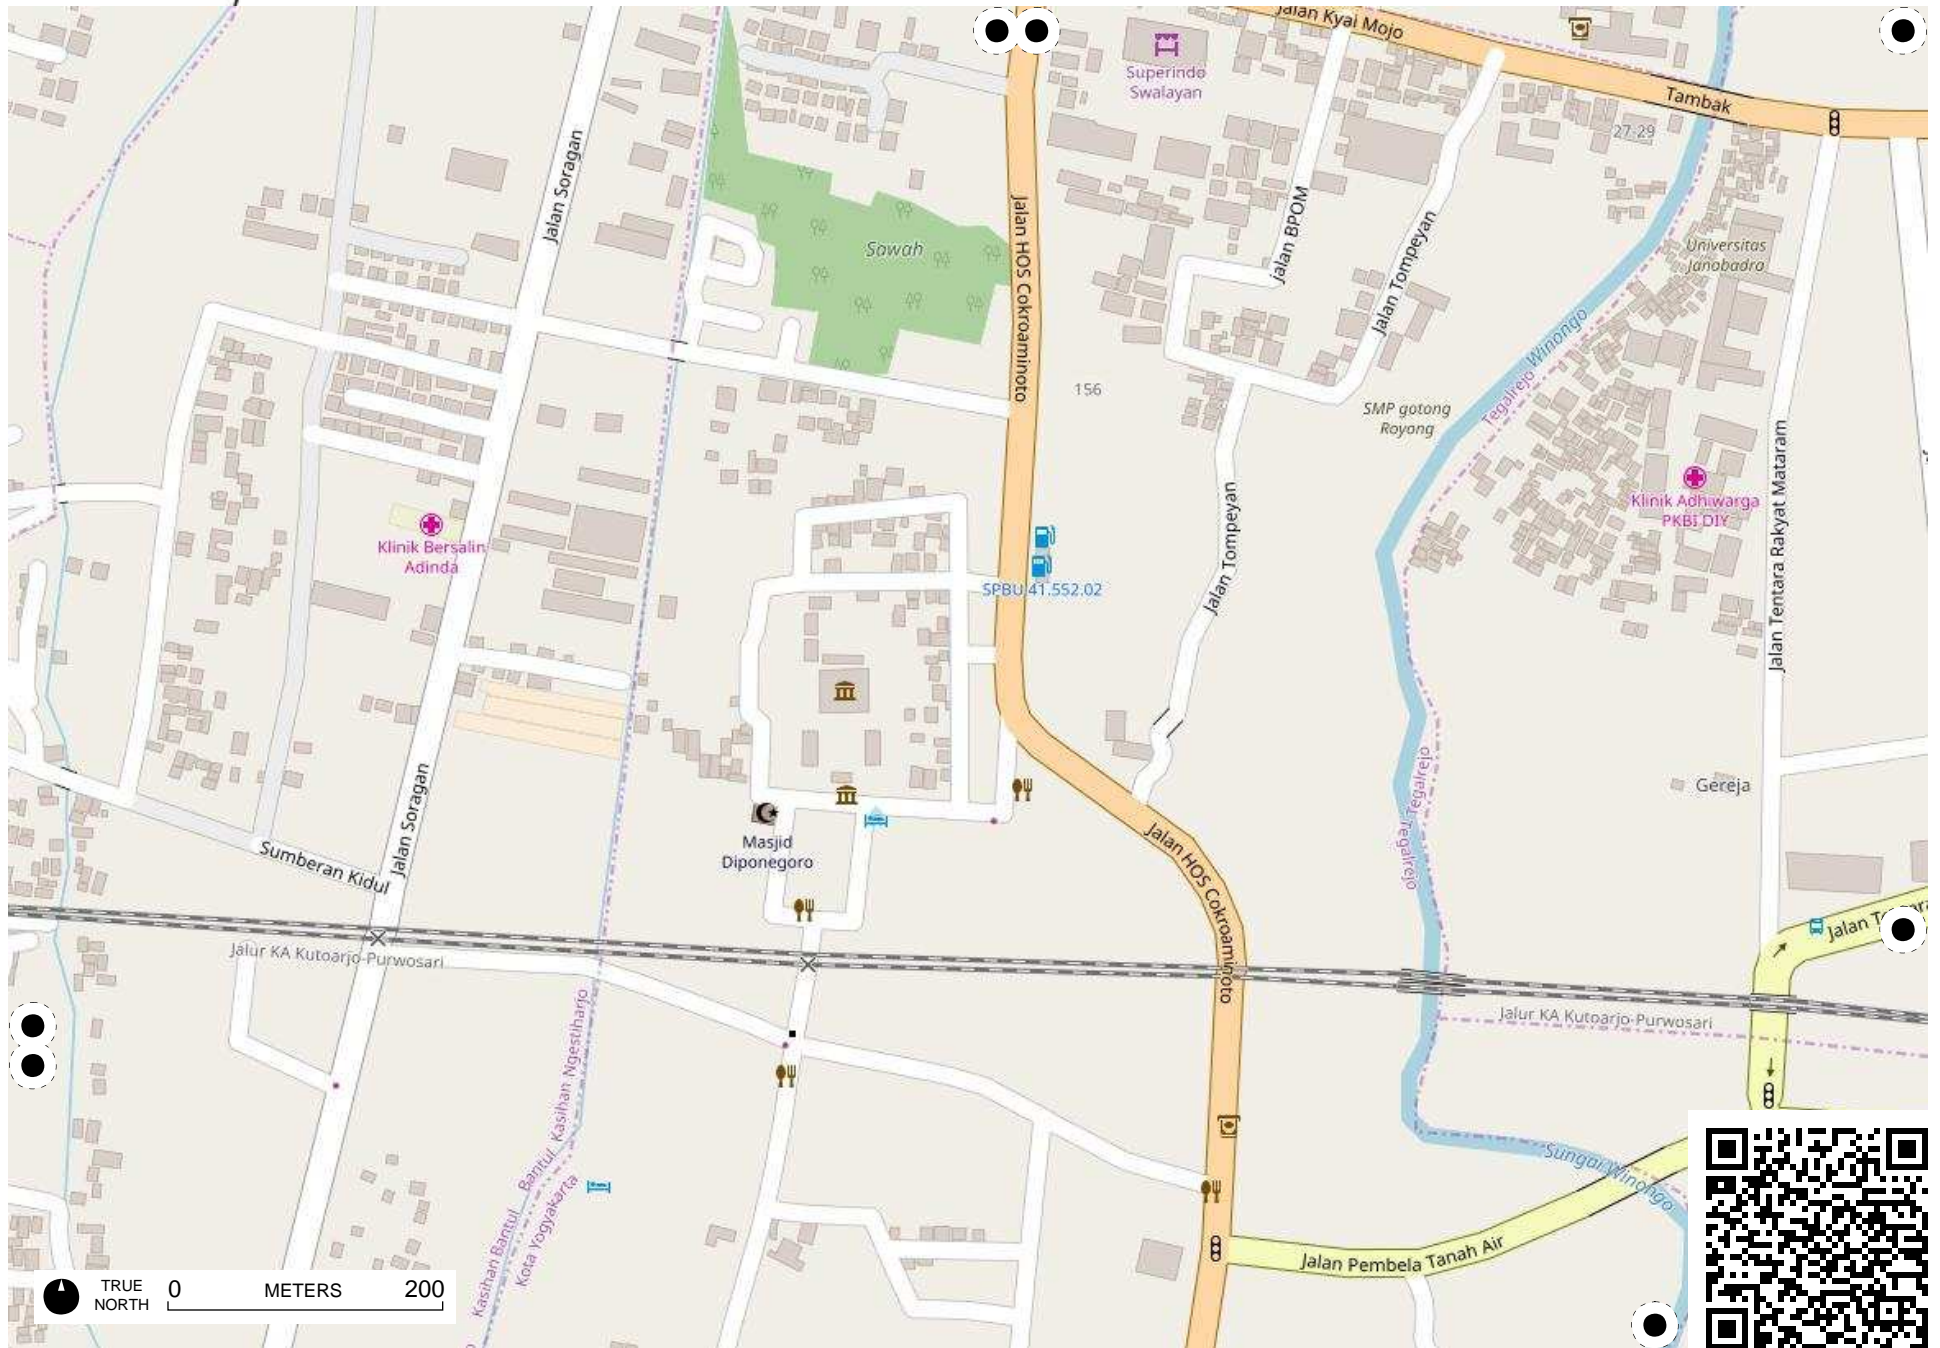 Jalan Kyai Mojo
Superindo
Swalayan
Tambak
27-29
Jalan Soragan
Jalan HOS Cokroaminoto
Jalan BPOM
Jalan Tompeyan
Sawah
Universitas
Janabadra
Tegalrejo Winongo
156
SMP gotong
Royong
Klinik Adhiwarga
PKBI DIY
Jalan Tentara Rakyat Mataram
Klinik Bersalin
Adinda
SPBU 41.552.02
Jalan Tompeyan
Tegalrejo
Tegalrejo
Gereja
Jalan Soragan
Masjid
Diponegoro
Sumberan Kidul
Jalan HOS Cokroaminoto
Jalan
Jalur KA Kutoarjo-Purwosari
Jalur KA Kutoarjo-Purwosari
Kasihan Ngestiharjo
Bantul
Kasihan Bantul
Kota Yogyakarta
Sungai Winongo
Jalan Pembela Tanah Air
TRUE
NORTH
0 METERS 200